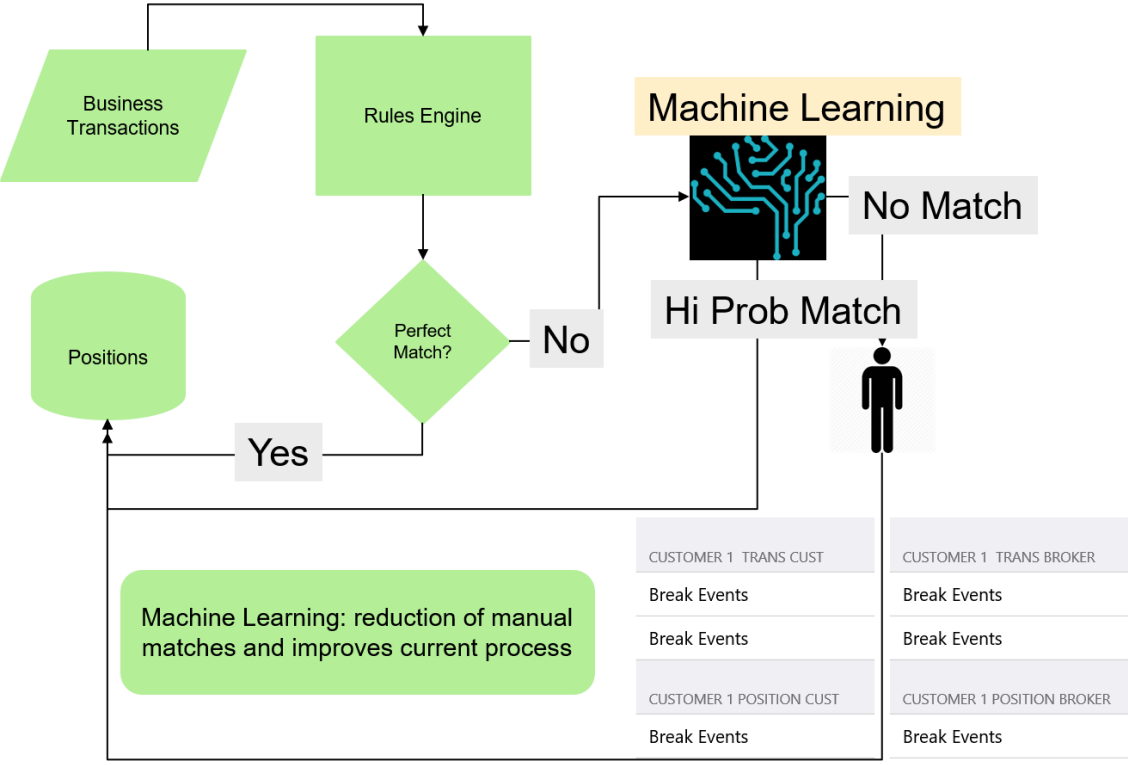 Business
Transactions
Rules Engine
Machine Learning
No Match
Hi Prob Match
Perfect
Match?
No
Positions
Yes
Machine Learning: reduction of manual
matches and improves current process
CUSTOMER 1 TRANS CUST
Break Events
Break Events
CUSTOMER 1 POSITION CUST
Break Events
CUSTOMER 1 TRANS BROKER
Break Events
Break Events
CUSTOMER 1 POSITION BROKER
Break Events